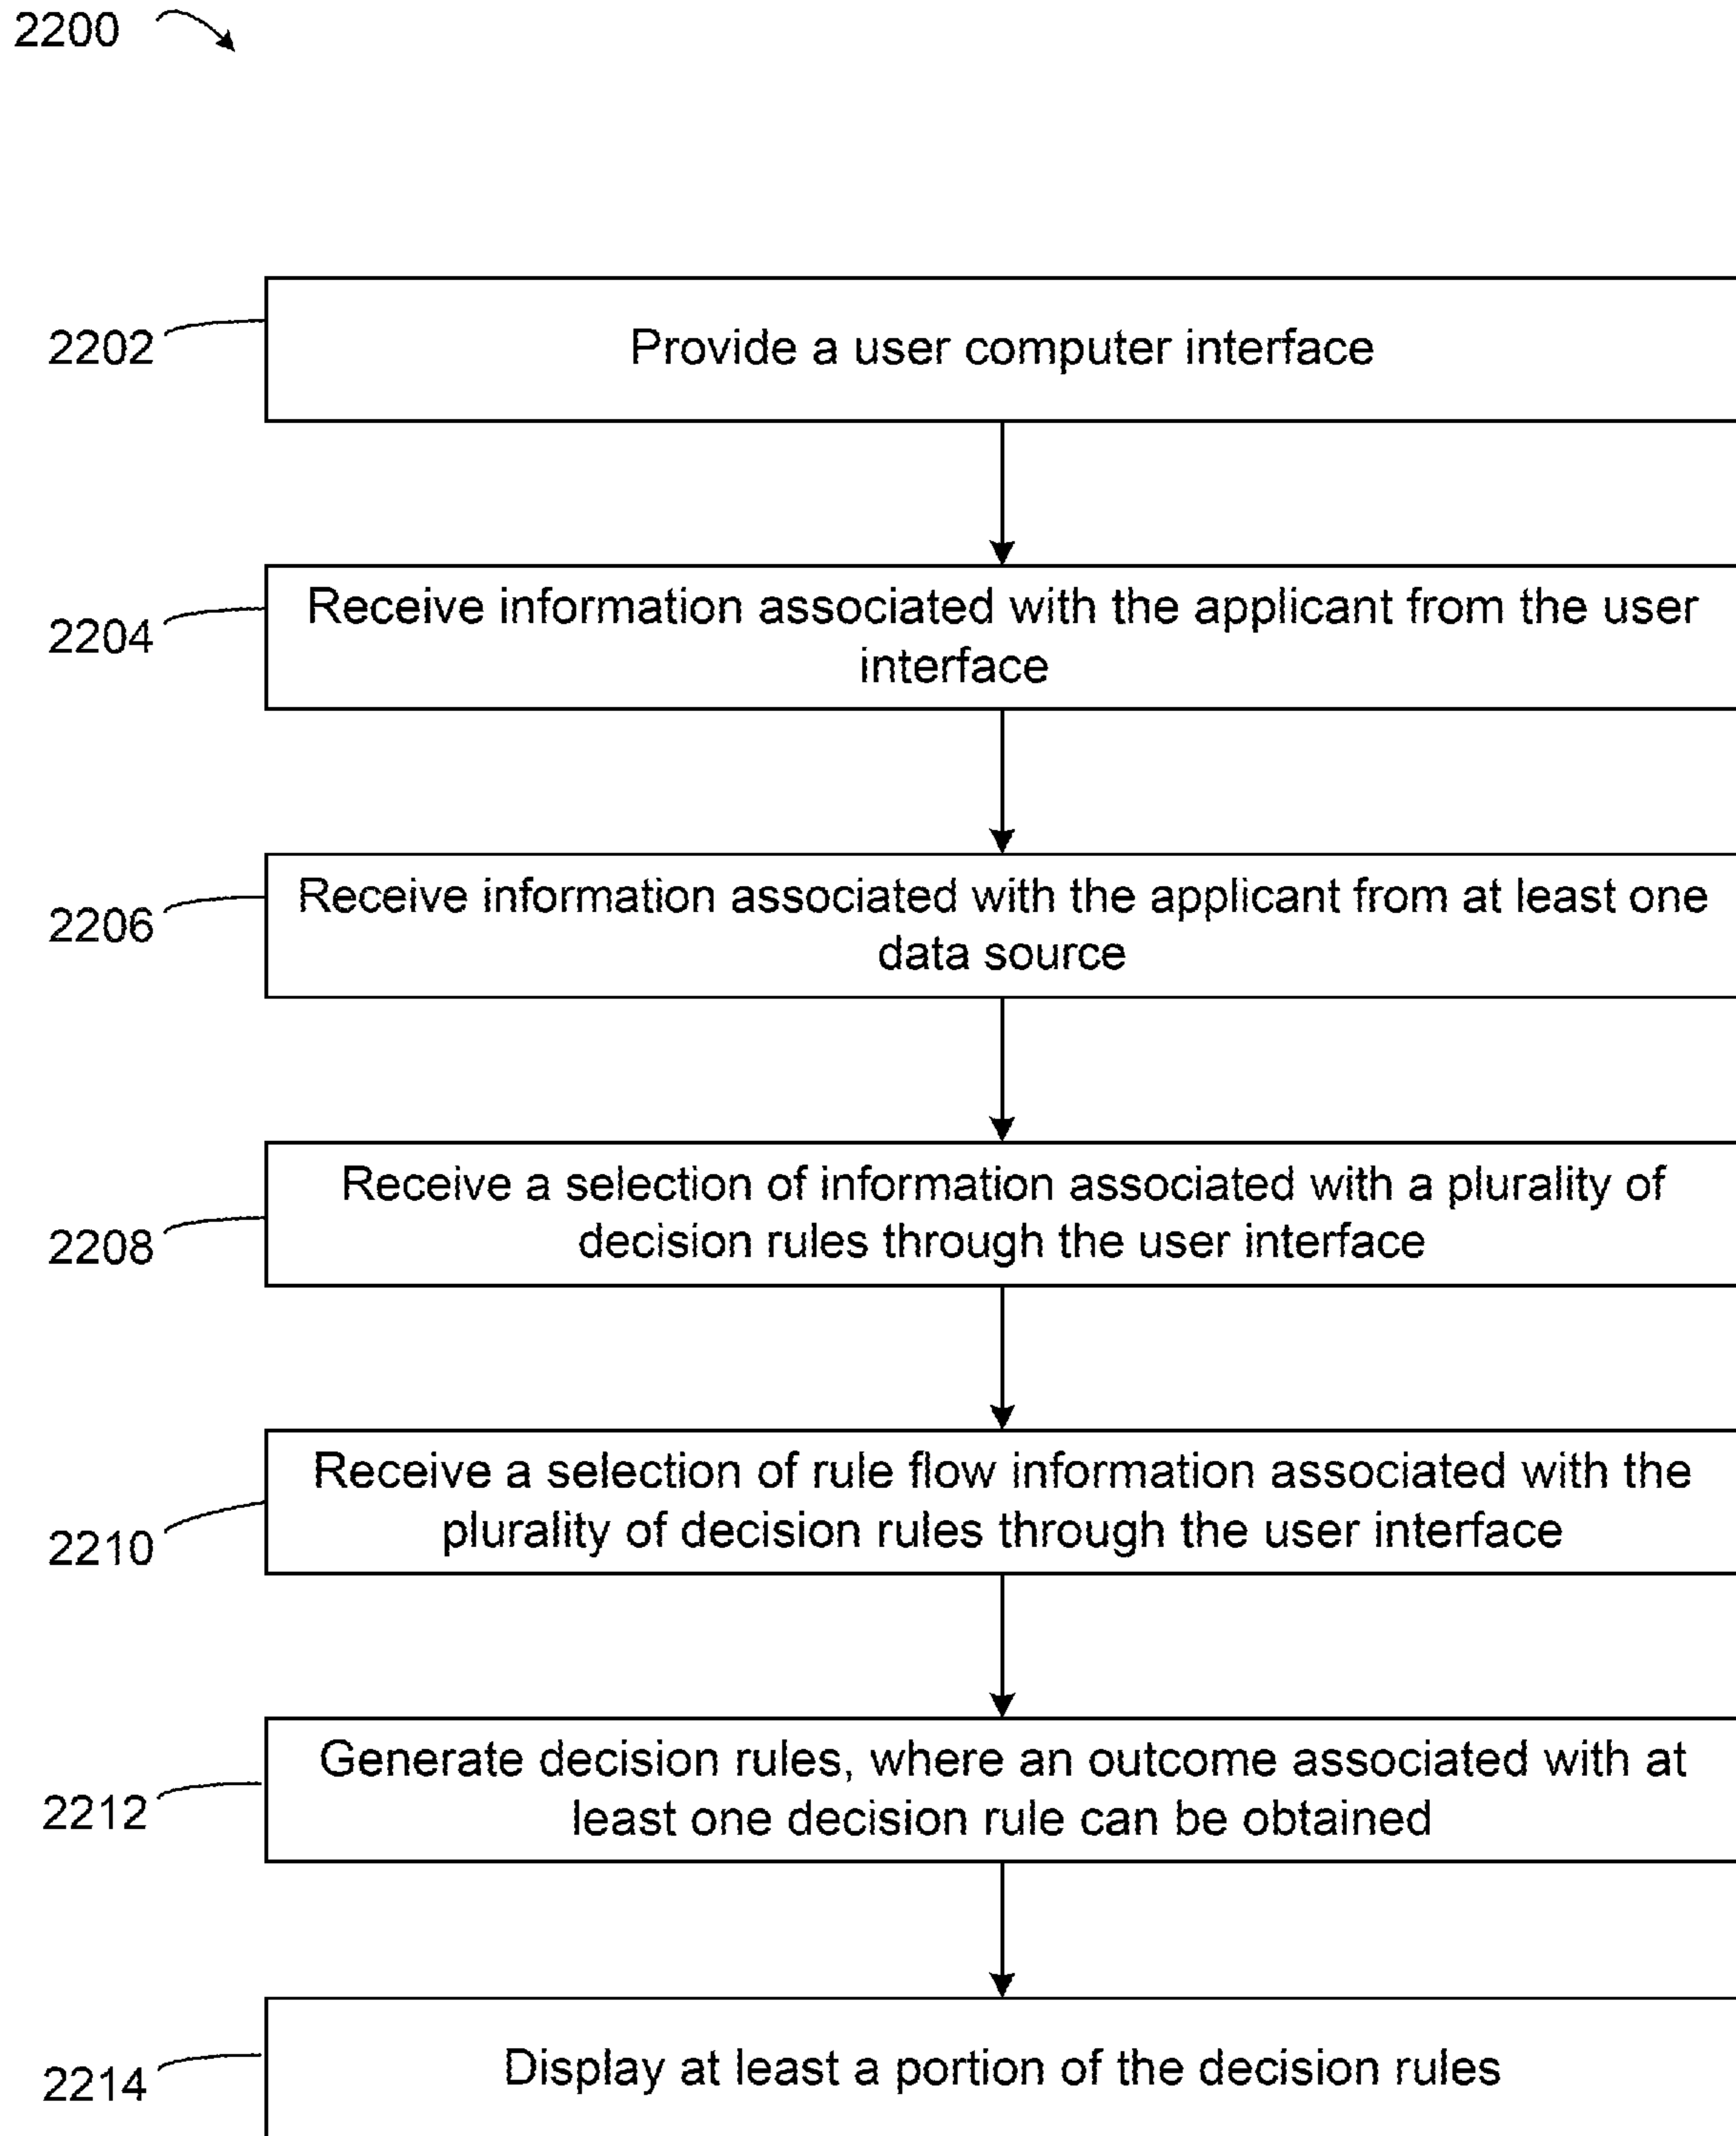 2200
2202
Provide a user computer interface
2204
Receive information associated with the applicant from the user
interface
2206
Receive information associated with the applicant from at least one
data source
2208
Receive a selection of information associated with a plurality of
decision rules through the user interface
2210
Receive a selection of rule flow information associated with the
plurality of decision rules through the user interface
2212
Generate decision rules, where an outcome associated with at
least one decision rule can be obtained
2214
Display at least a portion of the decision rules